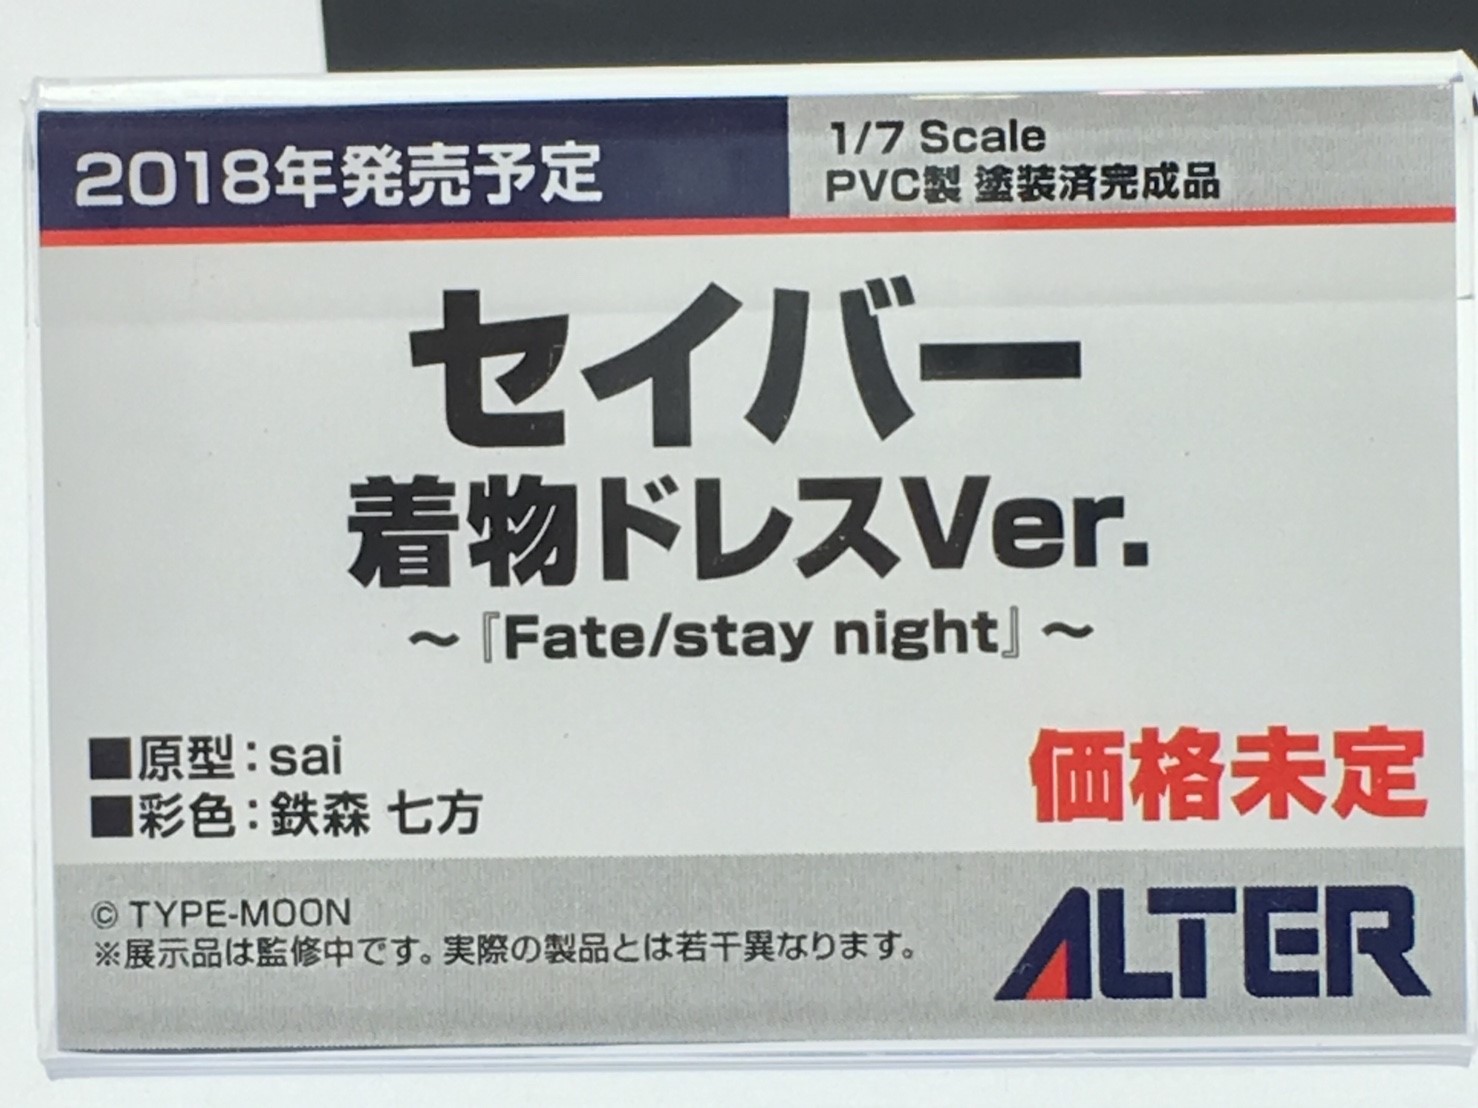 2018年発売予定
1/7 Scale
PVC製 塗装済完成品
セイバー
着物ドレスVer.
～『Fate/stay night』～
■原型：sai
■彩色：鉄森 七方
価格未定
© TYPE-MOON
※展示品は監修中です。実際の製品とは若干異なります。
ALTER